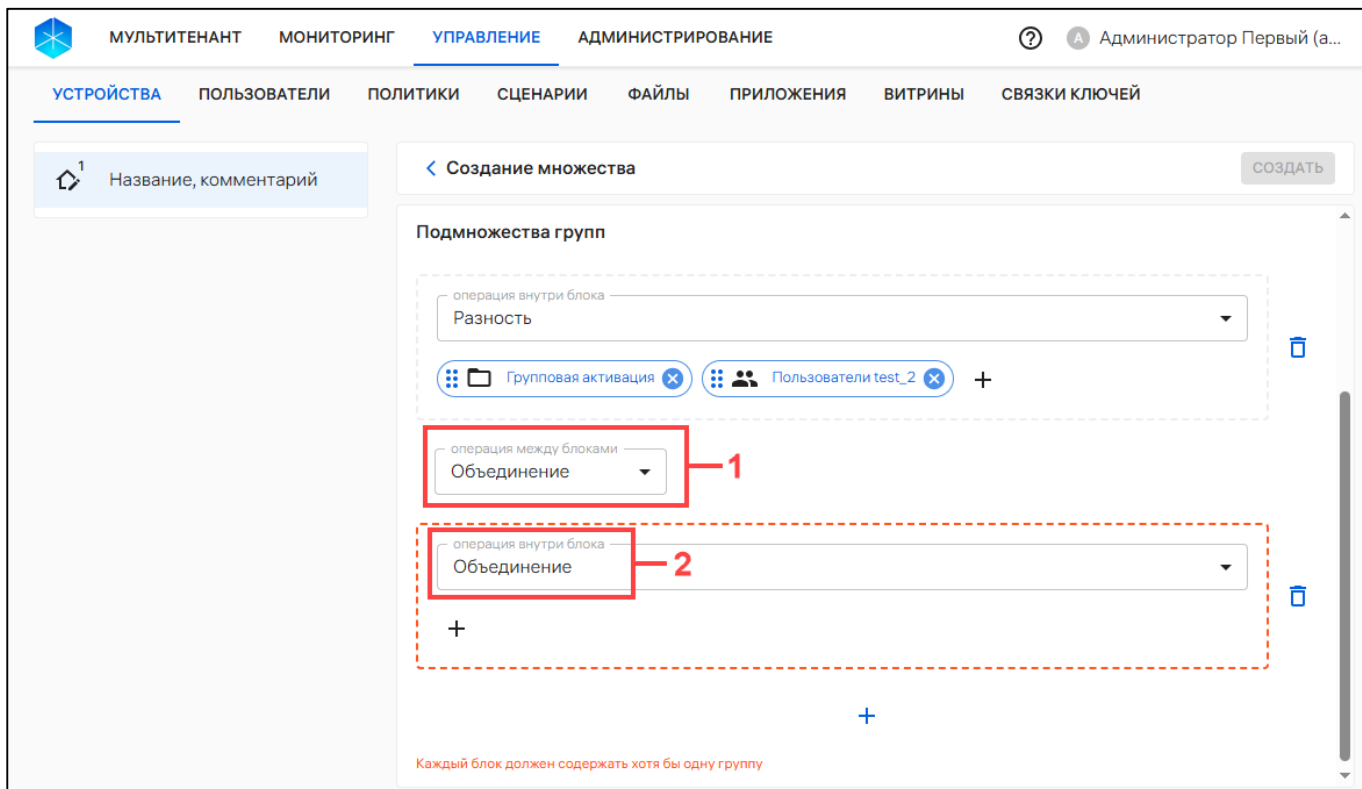 МУЛЬТИТЕНАНТ МОНИТОРИНГ УПРАВЛЕНИЕ АДМИНИСТРИРОВАНИЕ ? А Администратор Первый (а...
УСТРОЙСТВА ПОЛЬЗОВАТЕЛИ ПОЛИТИКИ СЦЕНАРИИ ФАЙЛЫ ПРИЛОЖЕНИЯ ВИТРИНЫ СВЯЗКИ КЛЮЧЕЙ
1 Название, комментарий
Создание множества СОЗДАТЬ
Подмножества групп
операция внутри блока
Разность
Групповая активация Пользователи test_2 +
операция между блоками
Объединение
1
операция внутри блока
Объединение
2
+
+
Каждый блок должен содержать хотя бы одну группу